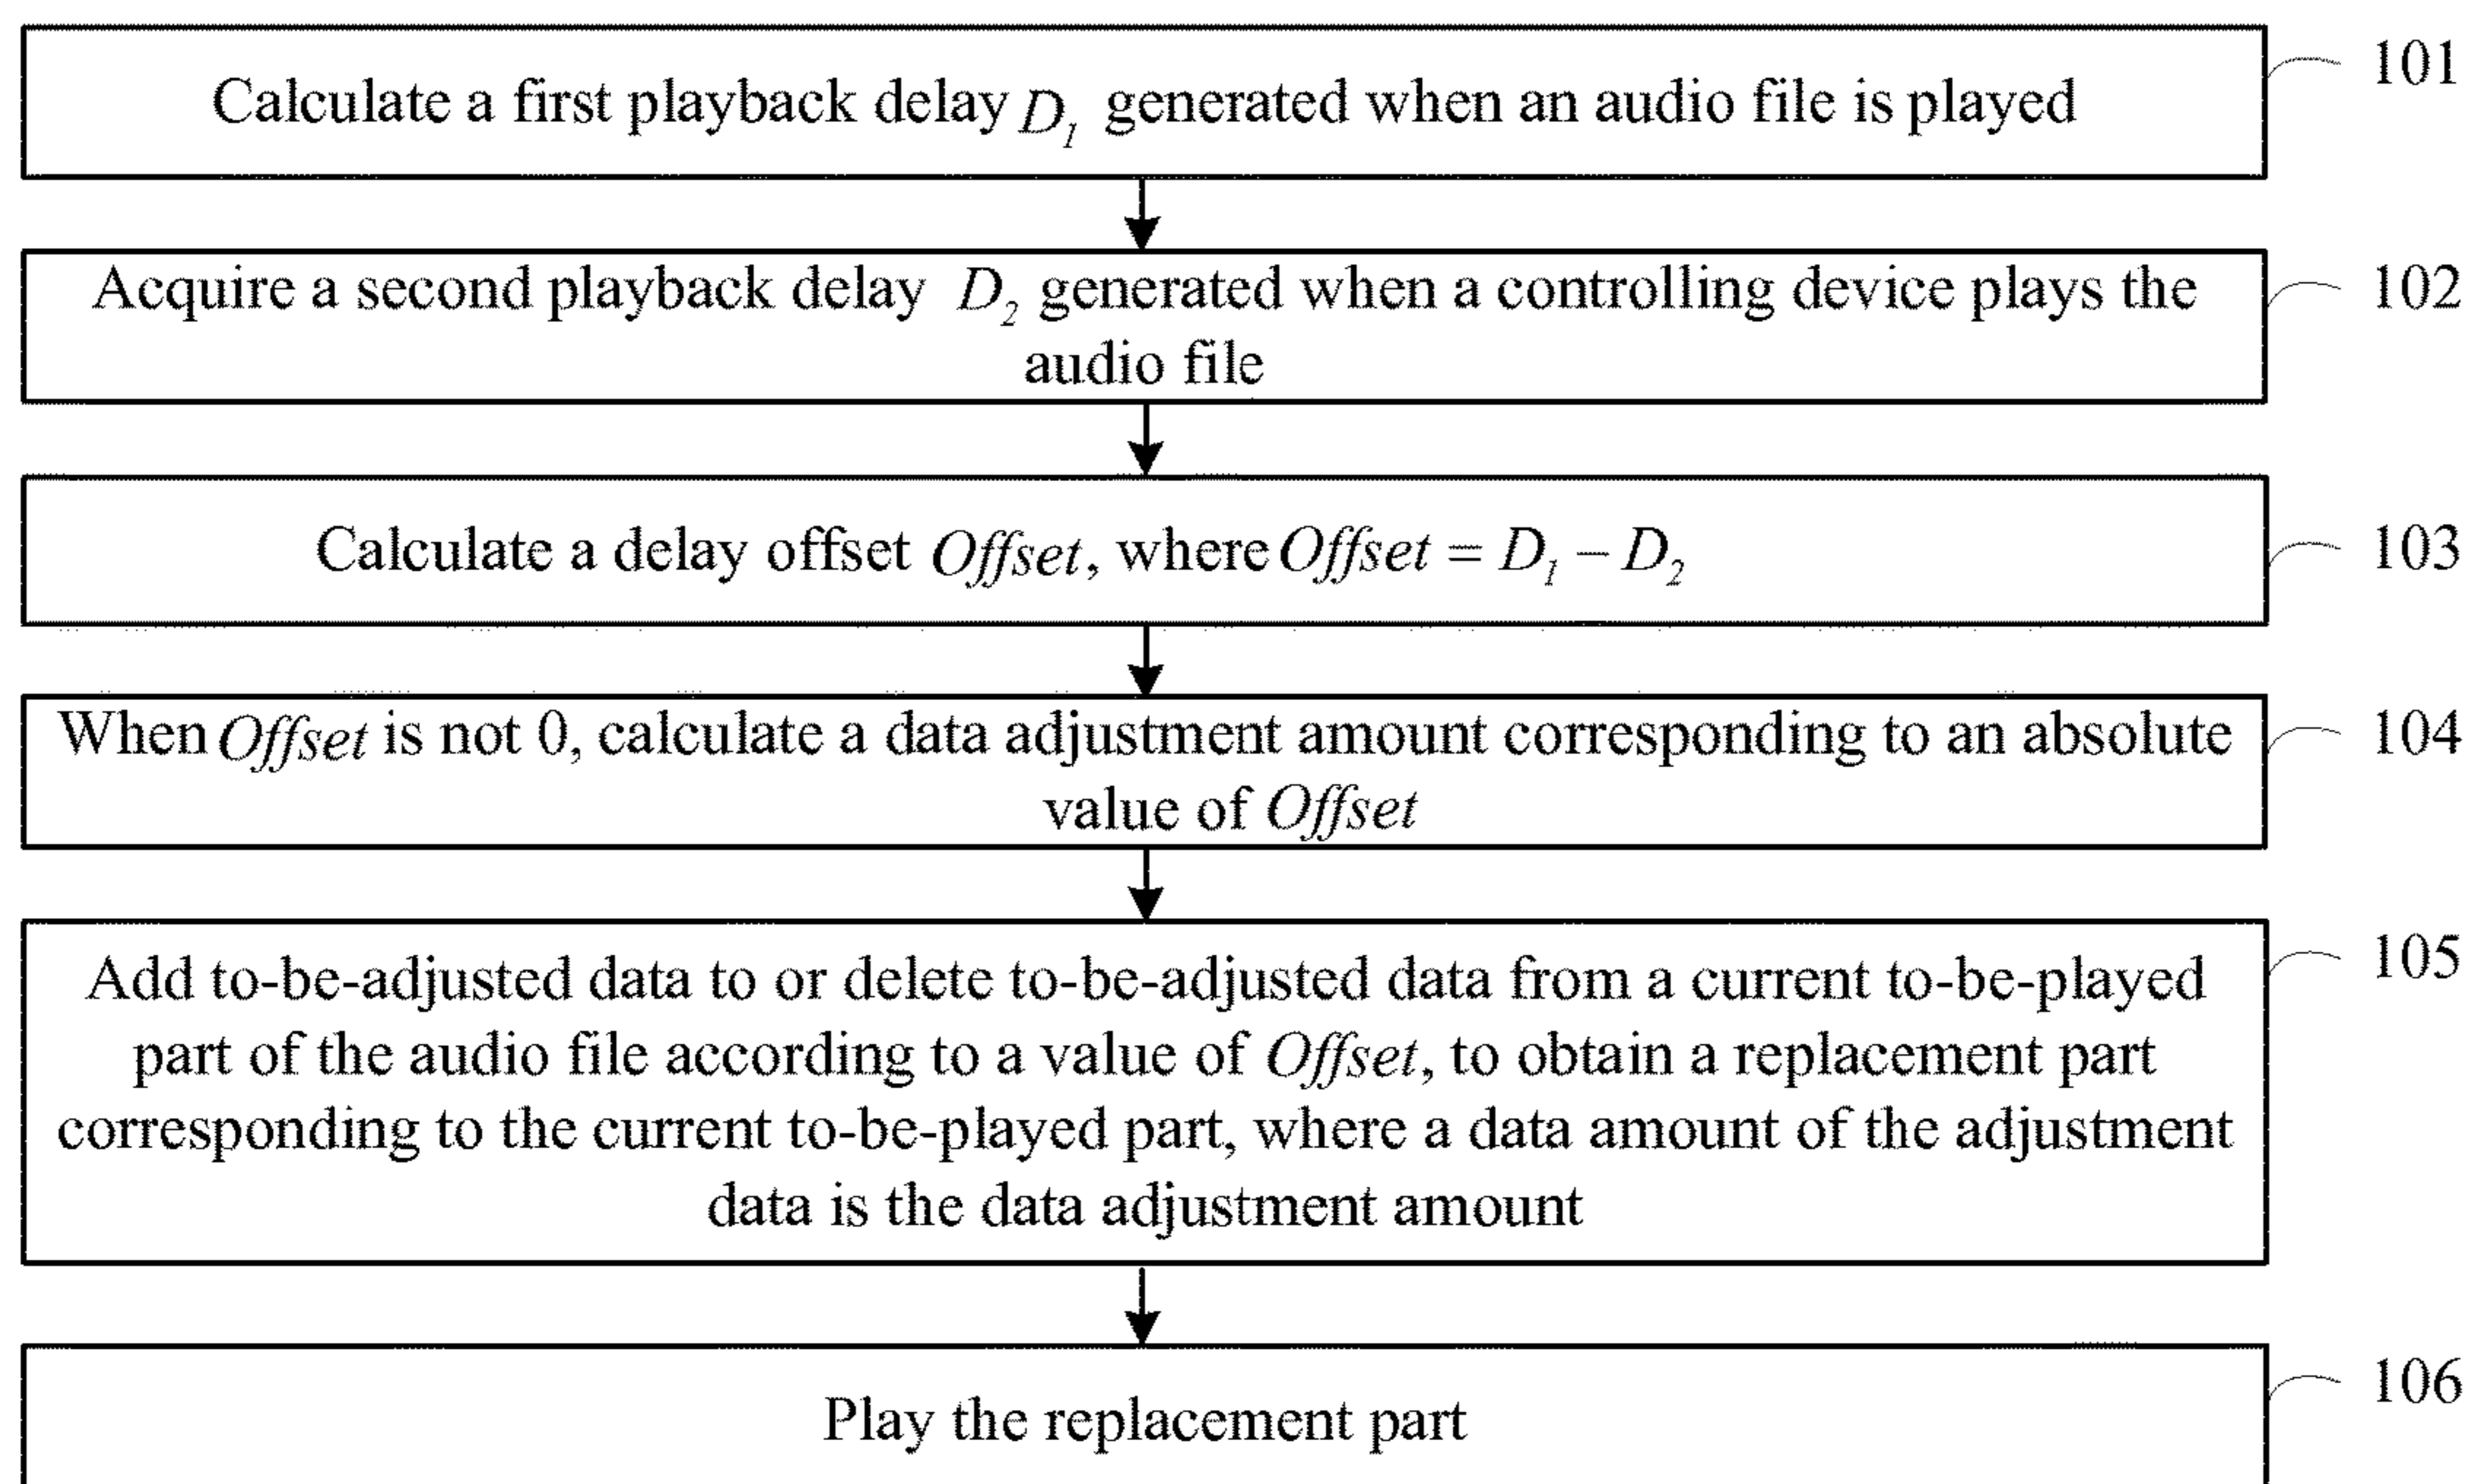 Calculate a first playback delay D₁ generated when an audio file is played
101
Acquire a second playback delay D₂ generated when a controlling device plays the
audio file
102
Calculate a delay offset Offset, where Offset = D₁ − D₂
103
When Offset is not 0, calculate a data adjustment amount corresponding to an absolute
value of Offset
104
Add to-be-adjusted data to or delete to-be-adjusted data from a current to-be-played
part of the audio file according to a value of Offset, to obtain a replacement part
corresponding to the current to-be-played part, where a data amount of the adjustment
data is the data adjustment amount
105
Play the replacement part
106